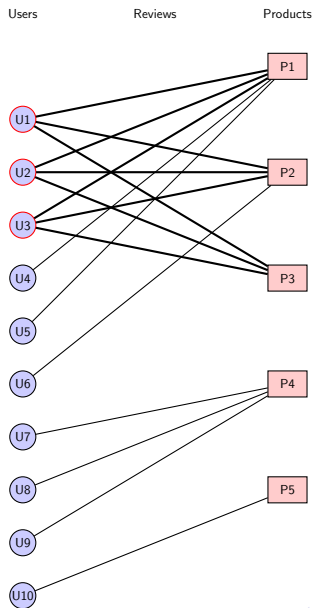 Users Reviews Products
P1
U1
U2 P2
U3
U4 P3
U5
U6 P4
U7
U8 P5
U9
U10